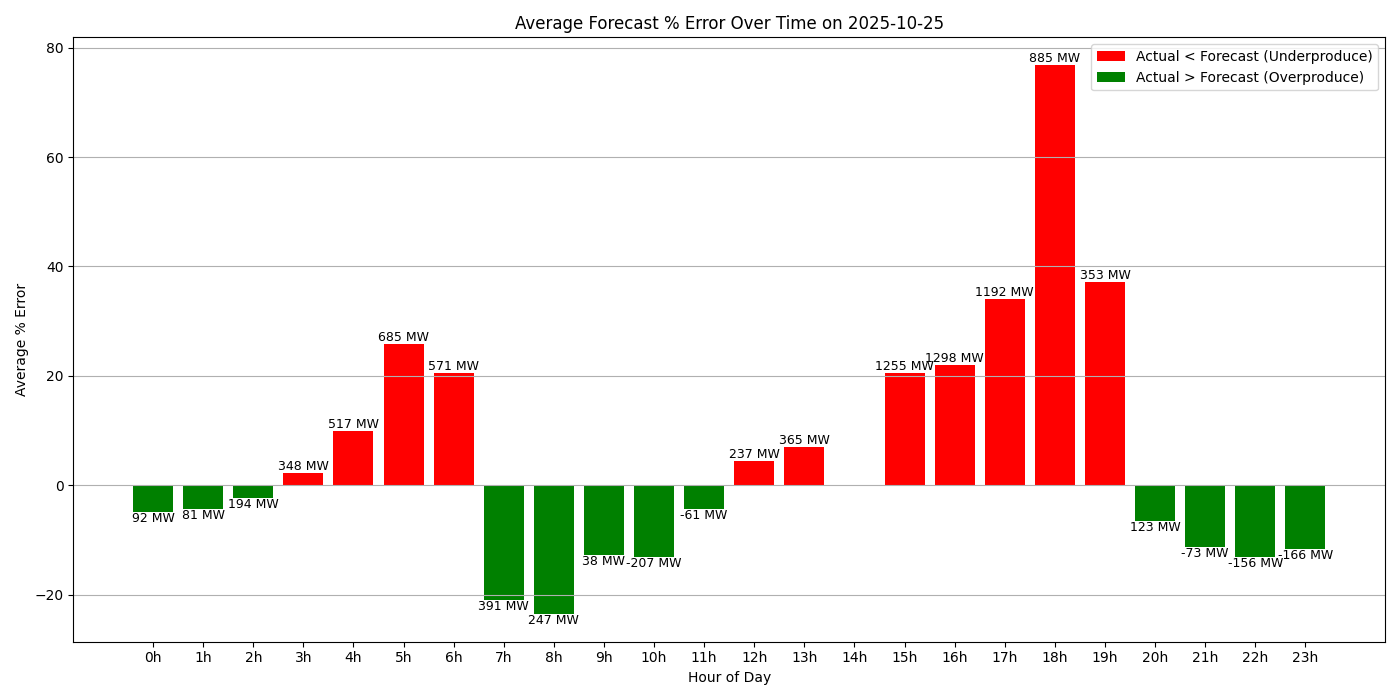 Average Forecast % Error Over Time on 2025-10-25
Actual < Forecast (Underproduce)
Actual > Forecast (Overproduce)
Average % Error
80
60
40
20
0
−20
92 MW
81 MW
194 MW
348 MW
517 MW
685 MW
571 MW
391 MW
247 MW
38 MW
-207 MW
-61 MW
237 MW
365 MW
1255 MW
1298 MW
1192 MW
885 MW
353 MW
123 MW
-73 MW
-156 MW
-166 MW
0h 1h 2h 3h 4h 5h 6h 7h 8h 9h 10h 11h 12h 13h 14h 15h 16h 17h 18h 19h 20h 21h 22h 23h
Hour of Day